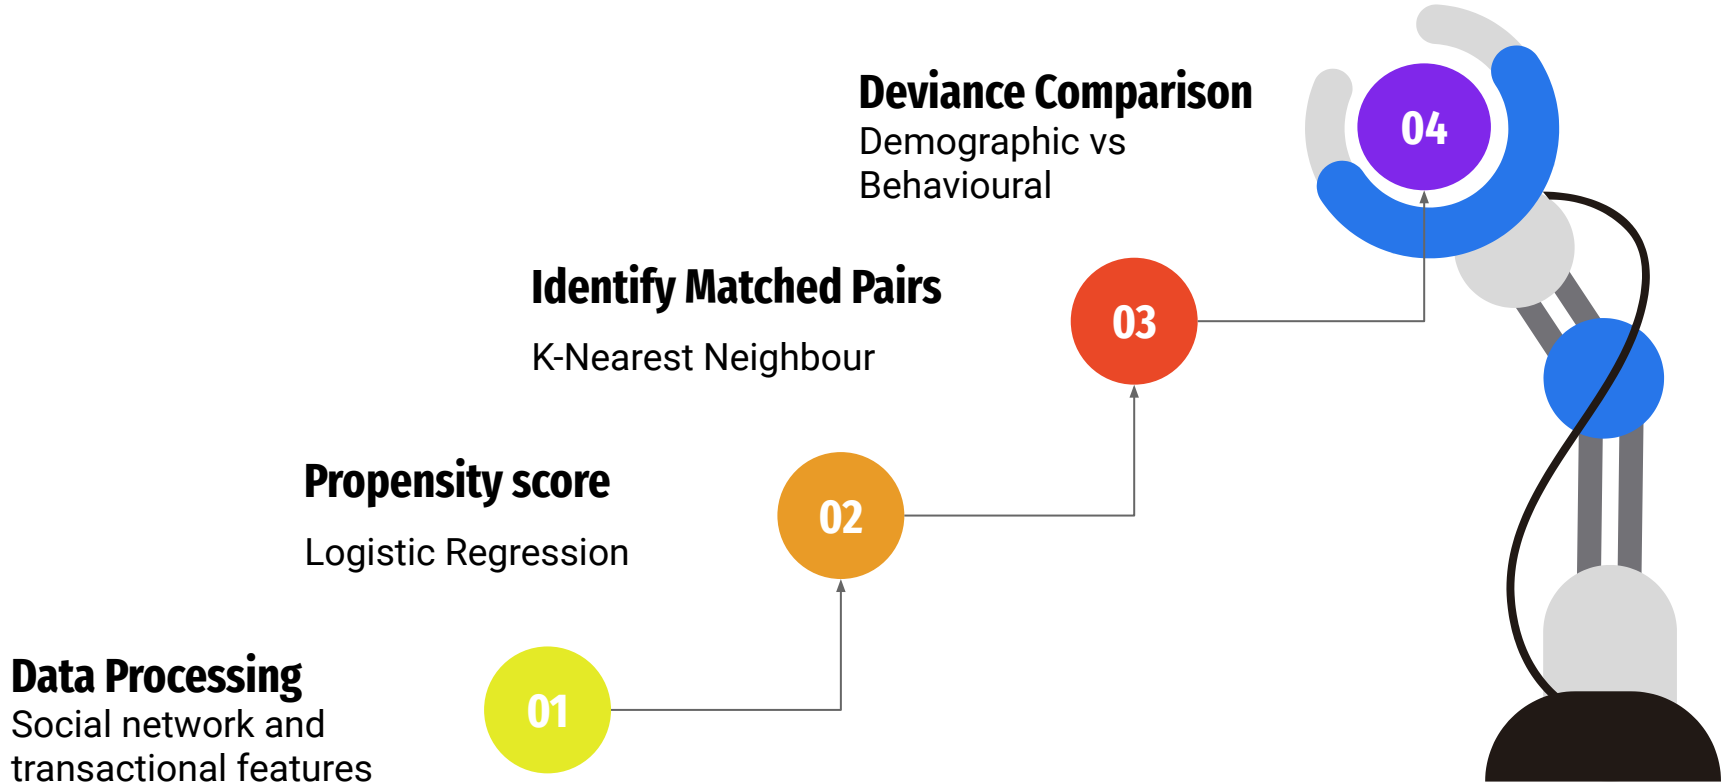 Deviance Comparison
Demographic vs
Behavioural
04
Identify Matched Pairs
K-Nearest Neighbour
03
Propensity score
Logistic Regression
02
Data Processing
Social network and
transactional features
01